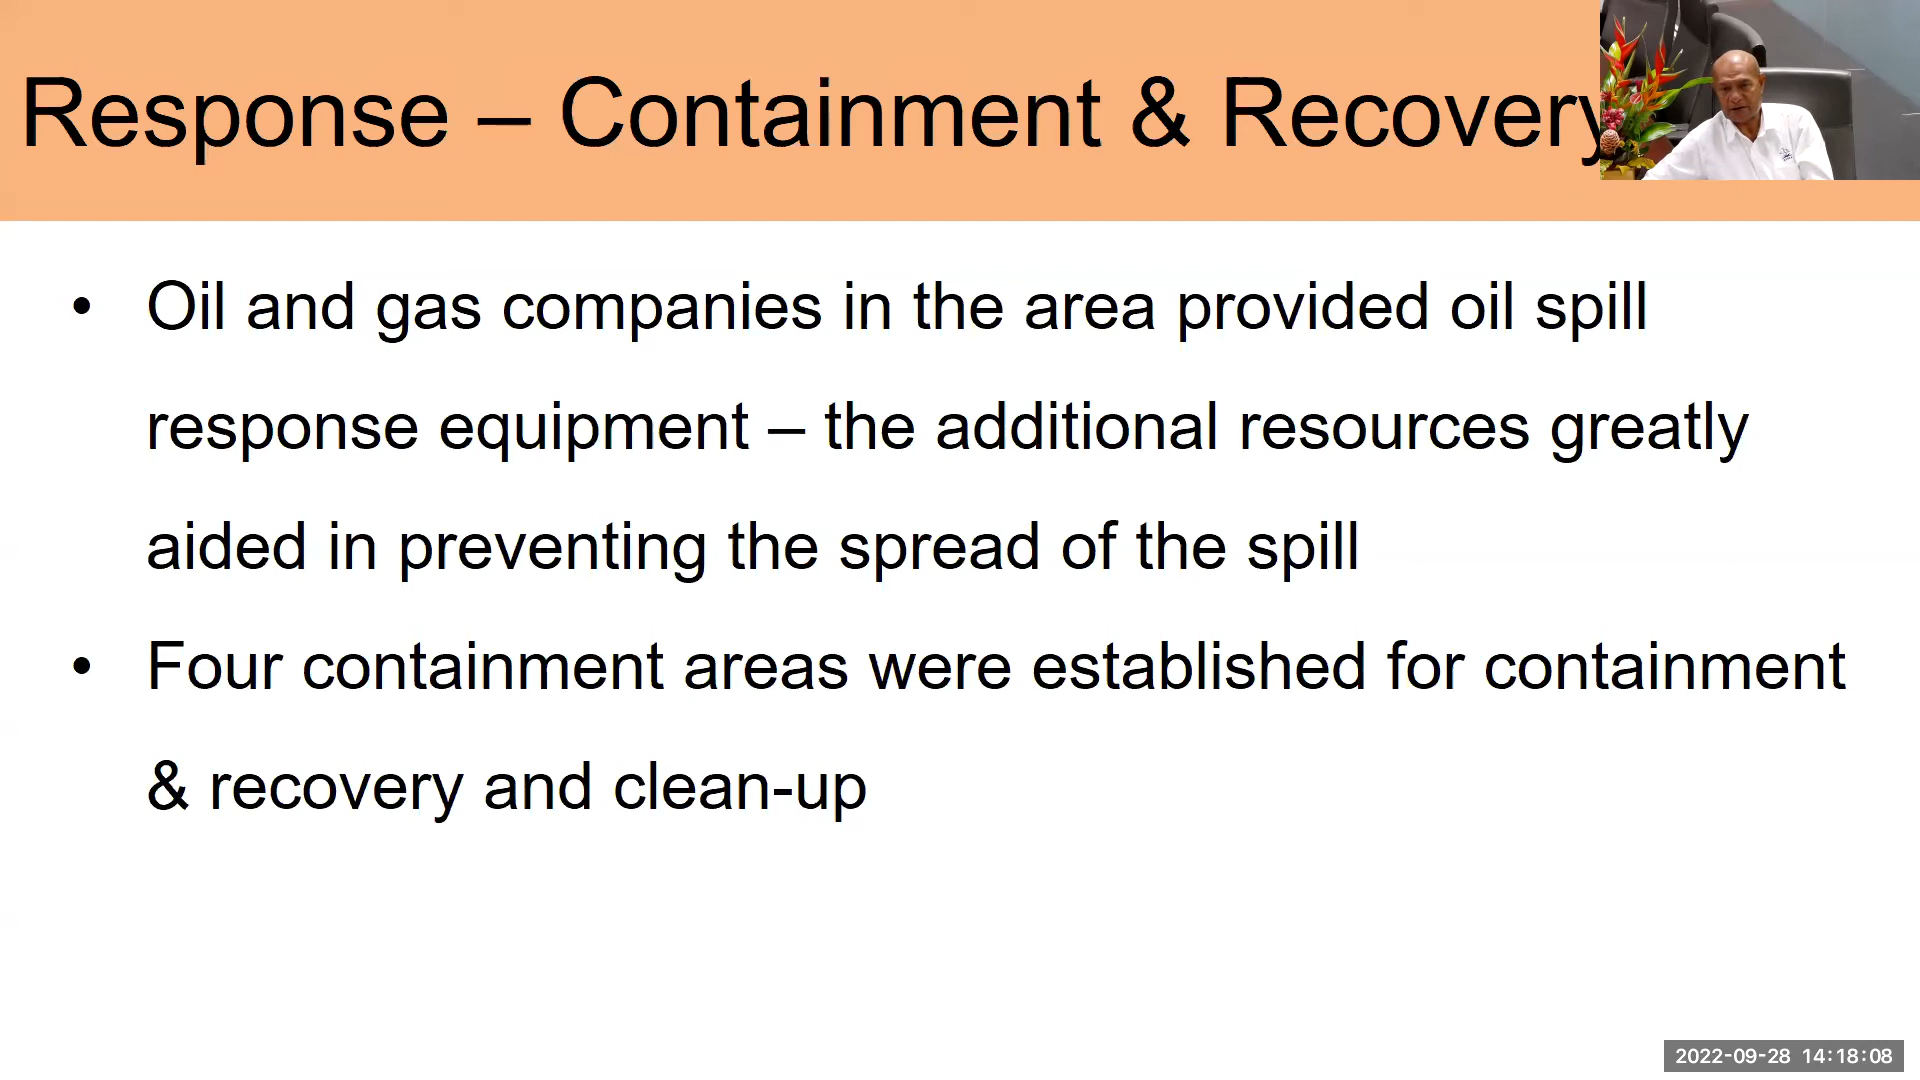 Response – Containment & Recovery
• Oil and gas companies in the area provided oil spill
response equipment – the additional resources greatly
aided in preventing the spread of the spill
• Four containment areas were established for containment
& recovery and clean-up
2022-09-28 14:18:08